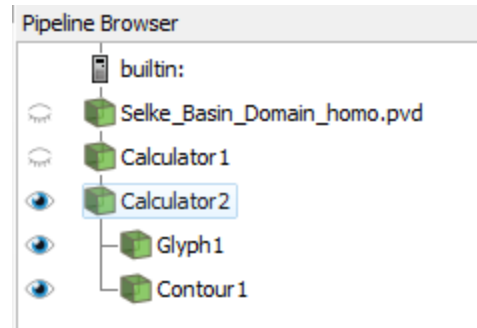 Pipeline Browser
builtin:
Selke_Basin_Domain_homo.pvd
Calculator1
Calculator2
Glyph1
Contour1